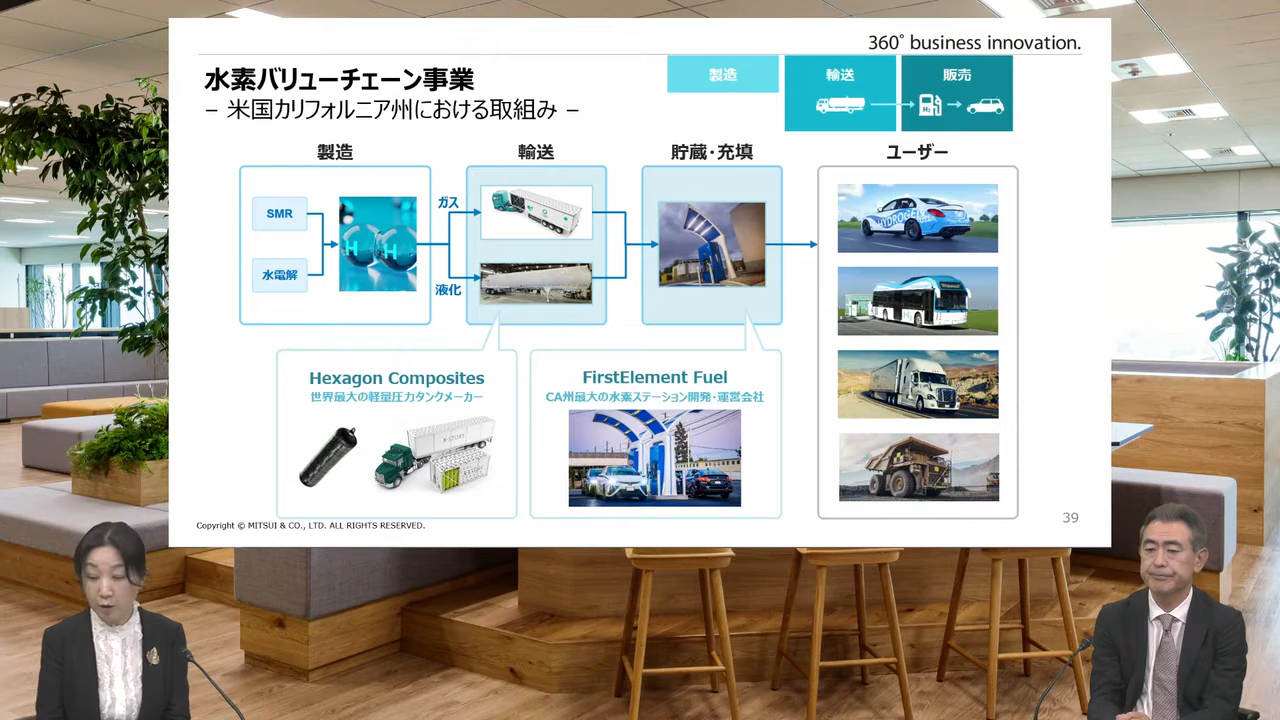 360° business innovation.
水素バリューチェーン事業
– 米国カリフォルニア州における取組み –
製造
輸送
販売
H₂
製造
輸送
貯蔵・充填
ユーザー
SMR
水電解
H H
ガス
液化
HYDROGEN
Hexagon Composites
世界最大の軽量圧力タンクメーカー
X-STORE
FirstElement Fuel
CA州最大の水素ステーション開発・運営会社
Copyright © MITSUI & CO., LTD. ALL RIGHTS RESERVED.
39